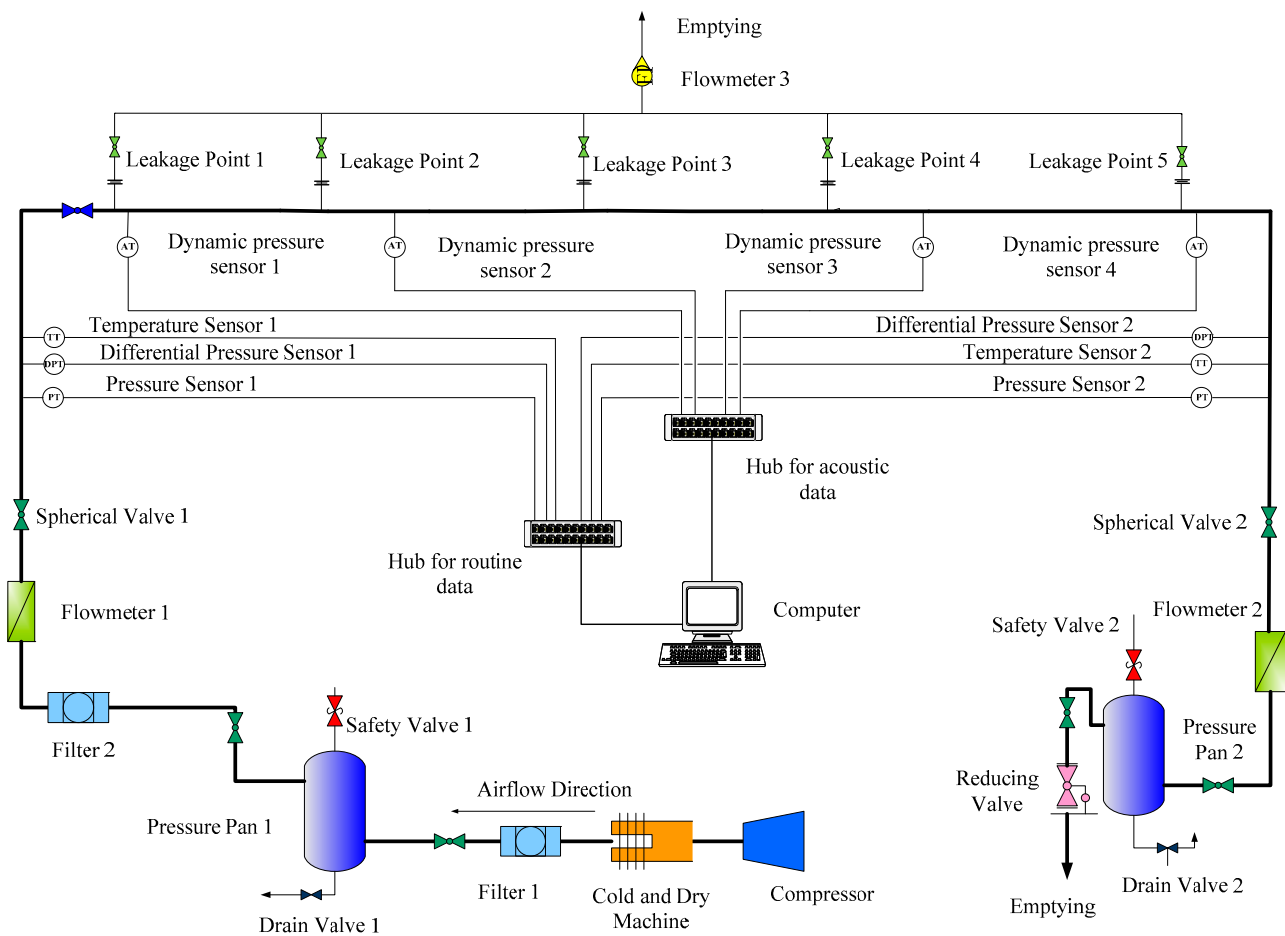 Emptying
Flowmeter 3
Leakage Point 1
Leakage Point 2
Leakage Point 3
Leakage Point 4
Leakage Point 5
AT
Dynamic pressure
sensor 1
AT
Dynamic pressure
sensor 2
Dynamic pressure
sensor 3
AT
Dynamic pressure
sensor 4
AT
TT
Temperature Sensor 1
Differential Pressure Sensor 2
DPT
DPT
Differential Pressure Sensor 1
Temperature Sensor 2
TT
PT
Pressure Sensor 1
Pressure Sensor 2
PT
Hub for acoustic
data
Spherical Valve 1
Spherical Valve 2
Hub for routine
data
Flowmeter 1
Computer
Flowmeter 2
Safety Valve 2
Filter 2
Safety Valve 1
Pressure
Pan 2
Reducing
Valve
Airflow Direction
Pressure Pan 1
Filter 1
Cold and Dry
Machine
Compressor
Drain Valve 2
Emptying
Drain Valve 1